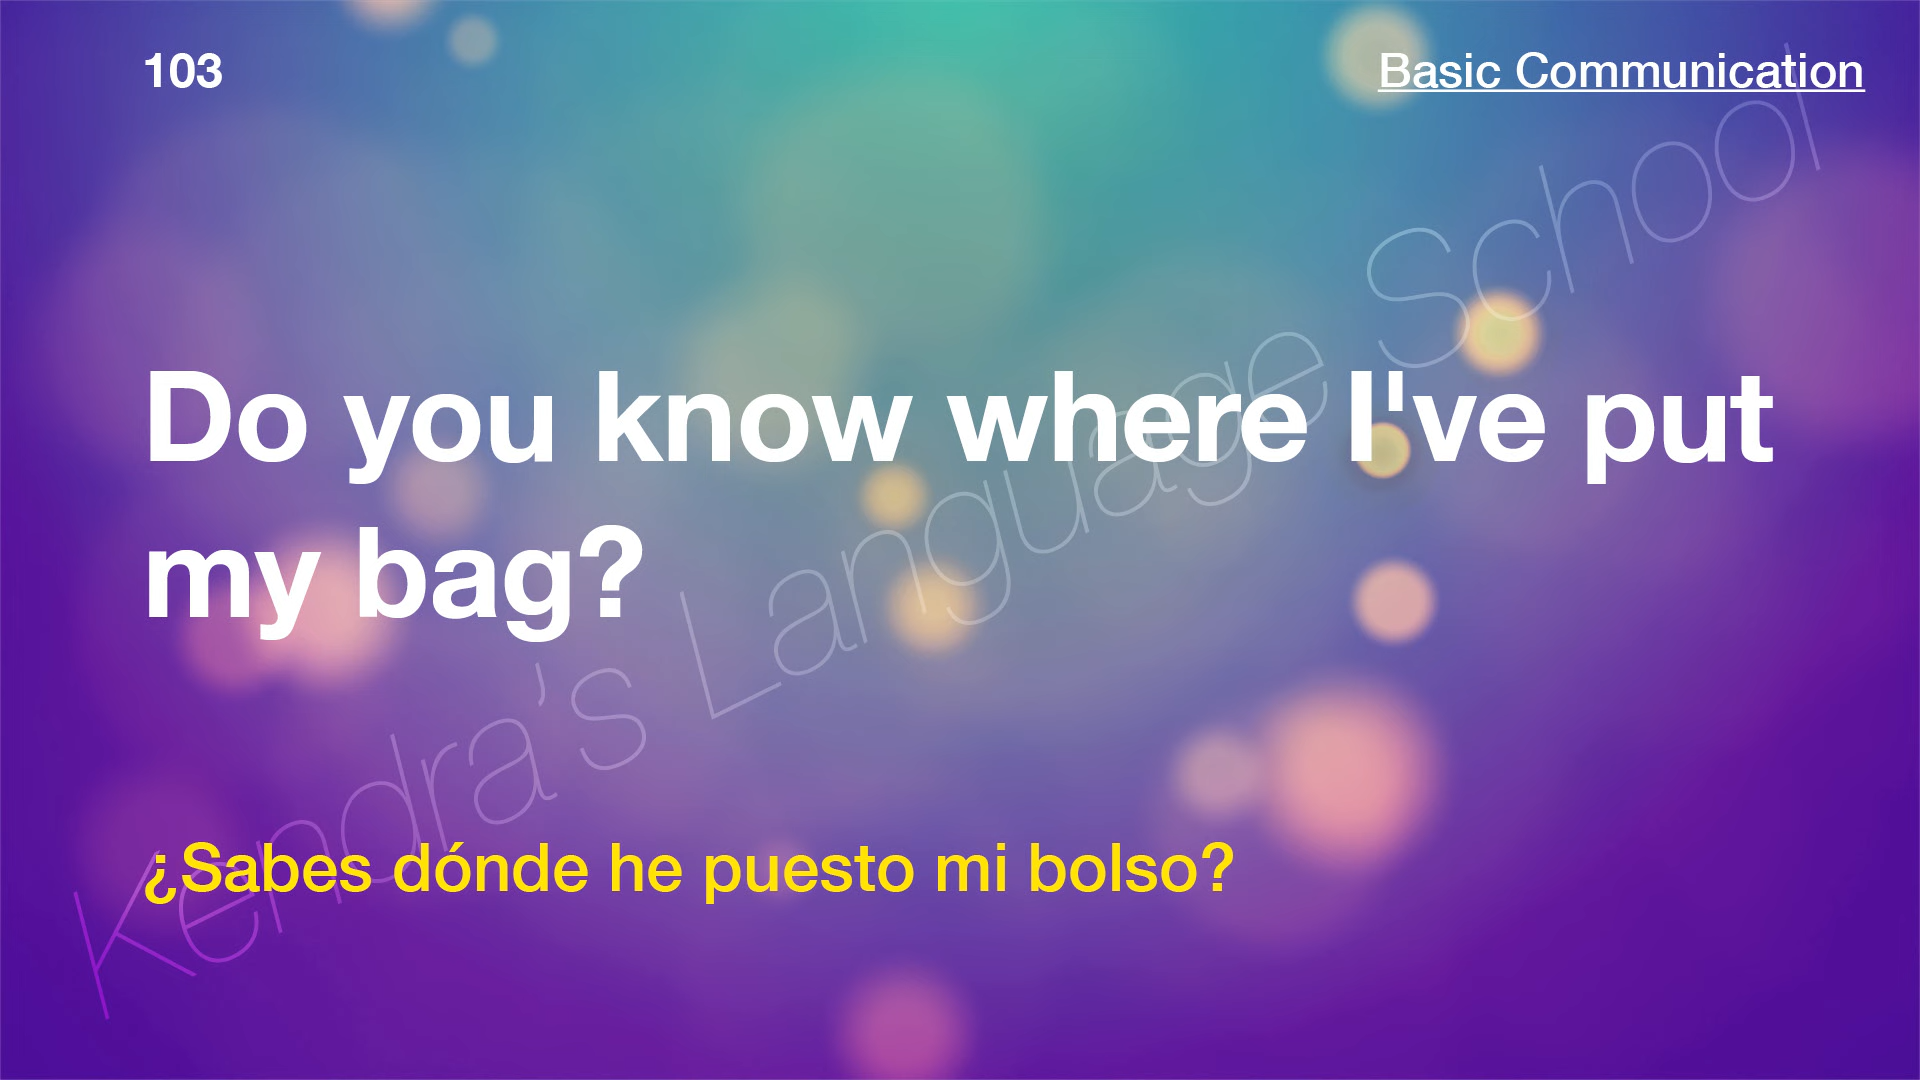 103
Basic Communication
Do you know where I've put
my bag?
¿Sabes dónde he puesto mi bolso?
Kendra’s Language School